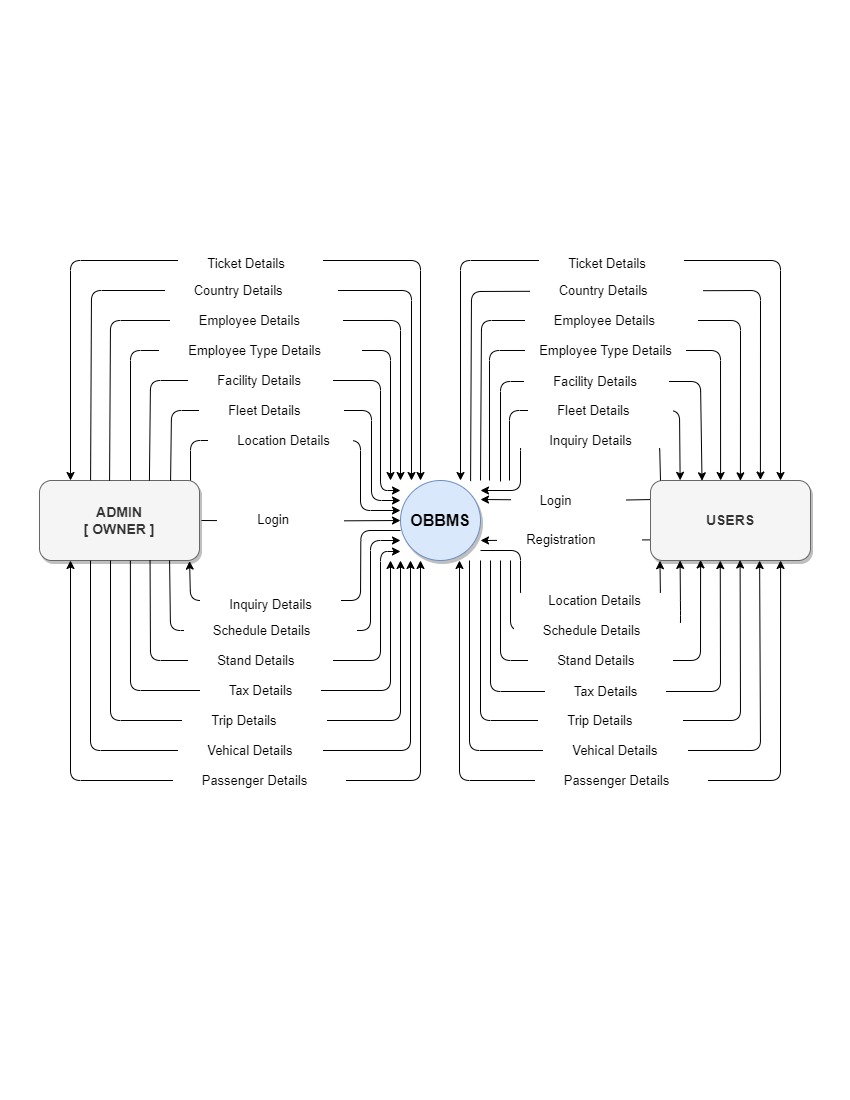 Ticket Details
Country Details
Employee Details
Employee Type Details
Facility Details
Fleet Details
Location Details
ADMIN
[ OWNER ]
Login
Inquiry Details
Schedule Details
Stand Details
Tax Details
Trip Details
Vehical Details
Passenger Details
OBBMS
Ticket Details
Country Details
Employee Details
Employee Type Details
Facility Details
Fleet Details
Inquiry Details
Login
Registration
USERS
Location Details
Schedule Details
Stand Details
Tax Details
Trip Details
Vehical Details
Passenger Details